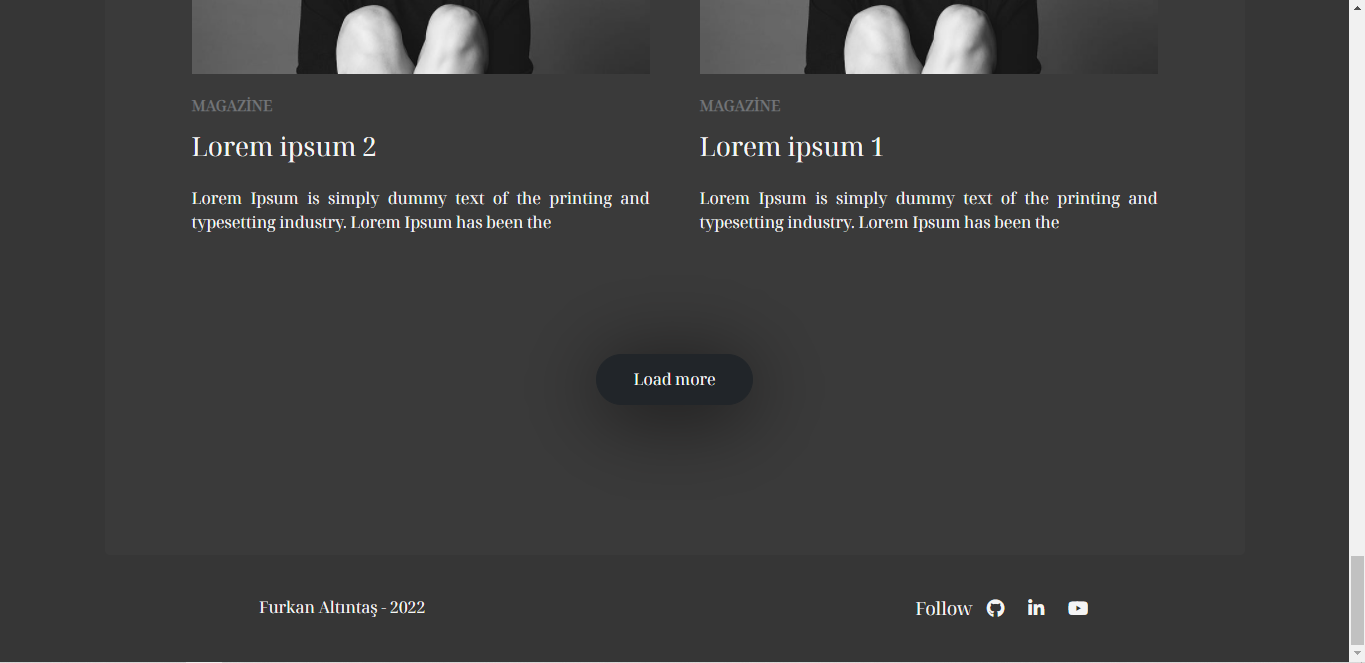 MAGAZİNE
Lorem ipsum 2
Lorem Ipsum is simply dummy text of the printing and
typesetting industry. Lorem Ipsum has been the
MAGAZİNE
Lorem ipsum 1
Lorem Ipsum is simply dummy text of the printing and
typesetting industry. Lorem Ipsum has been the
Load more
Furkan Altıntaş - 2022
Follow